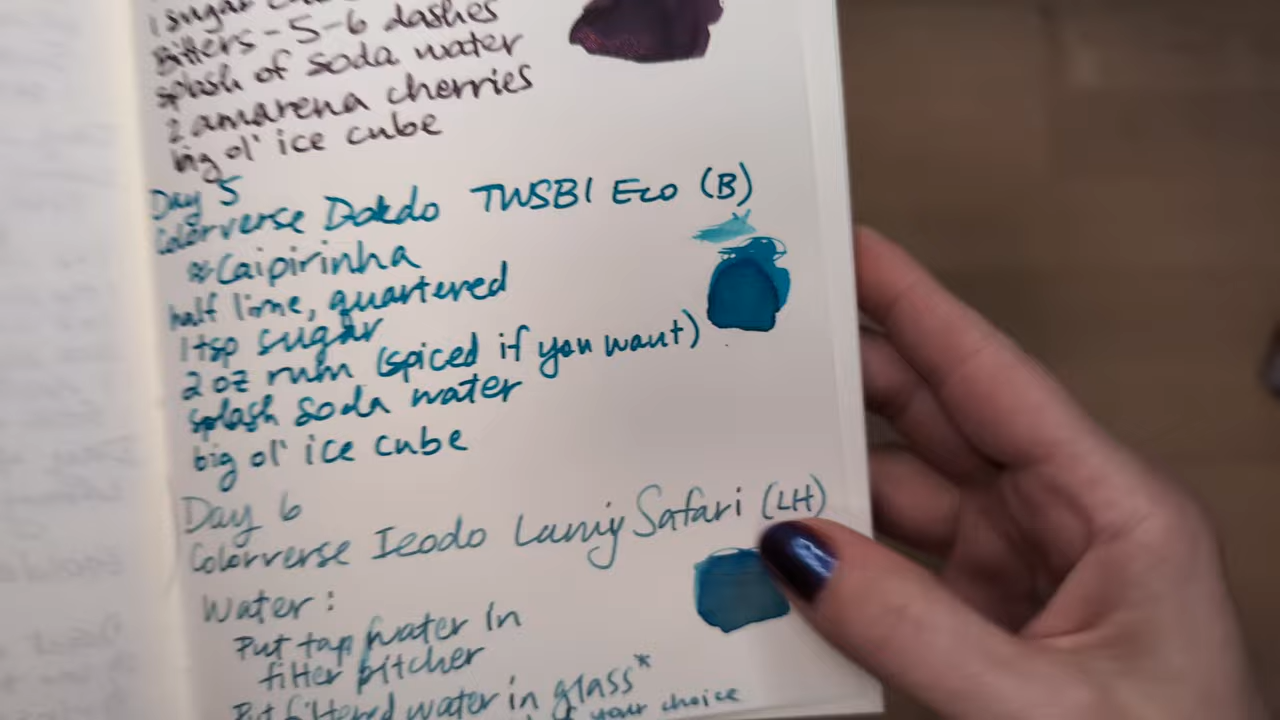 1 sugar
Bitters - 5-6 dashes
splash of soda water
2 amarena cherries
big ol' ice cube
Day 5
Colorverse Dokdo TWSBI Eco (B)
≈Caipirinha
half lime, quartered
1 tsp sugar
2 oz rum (spiced if you want)
splash soda water
big ol' ice cube
Day 6
Colorverse Ieodo Lamy Safari (LH)
Water:
Put tap water in
filter pitcher
Put filtered water in glass*
of your choice